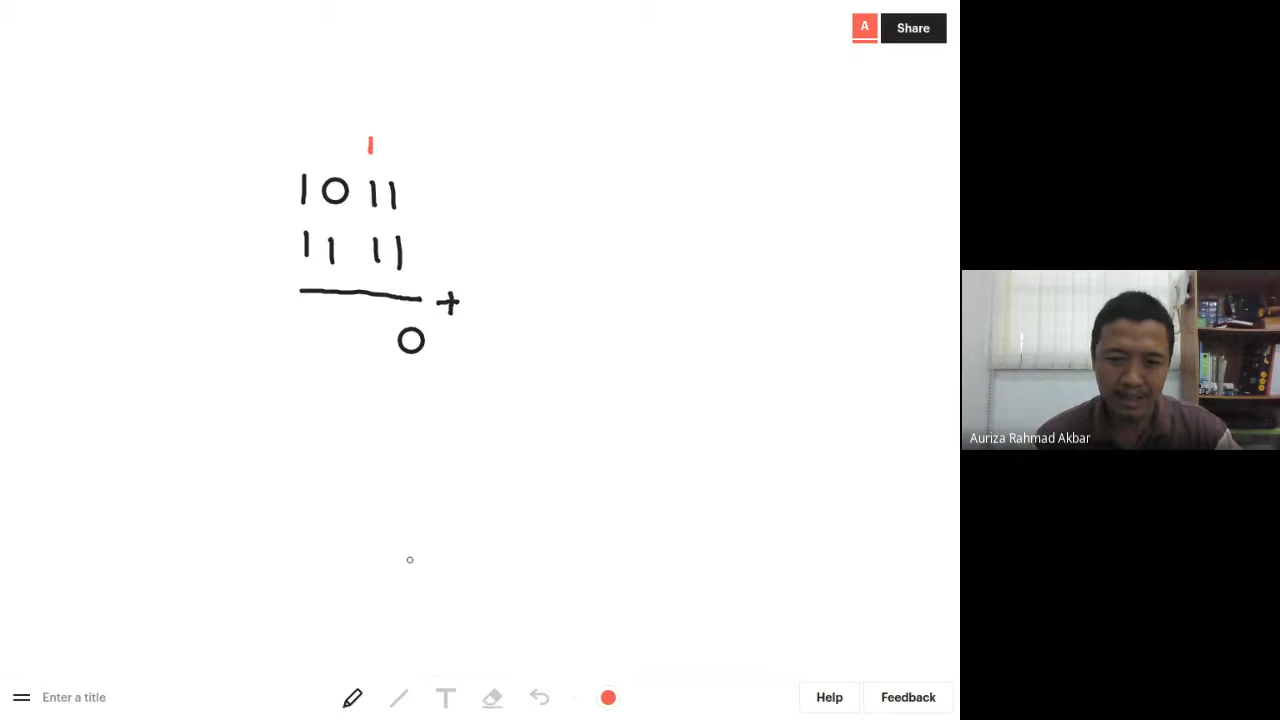 A Share
1
1011
1111
+
0
Auriza Rahmad Akbar
Enter a title
T
Help Feedback